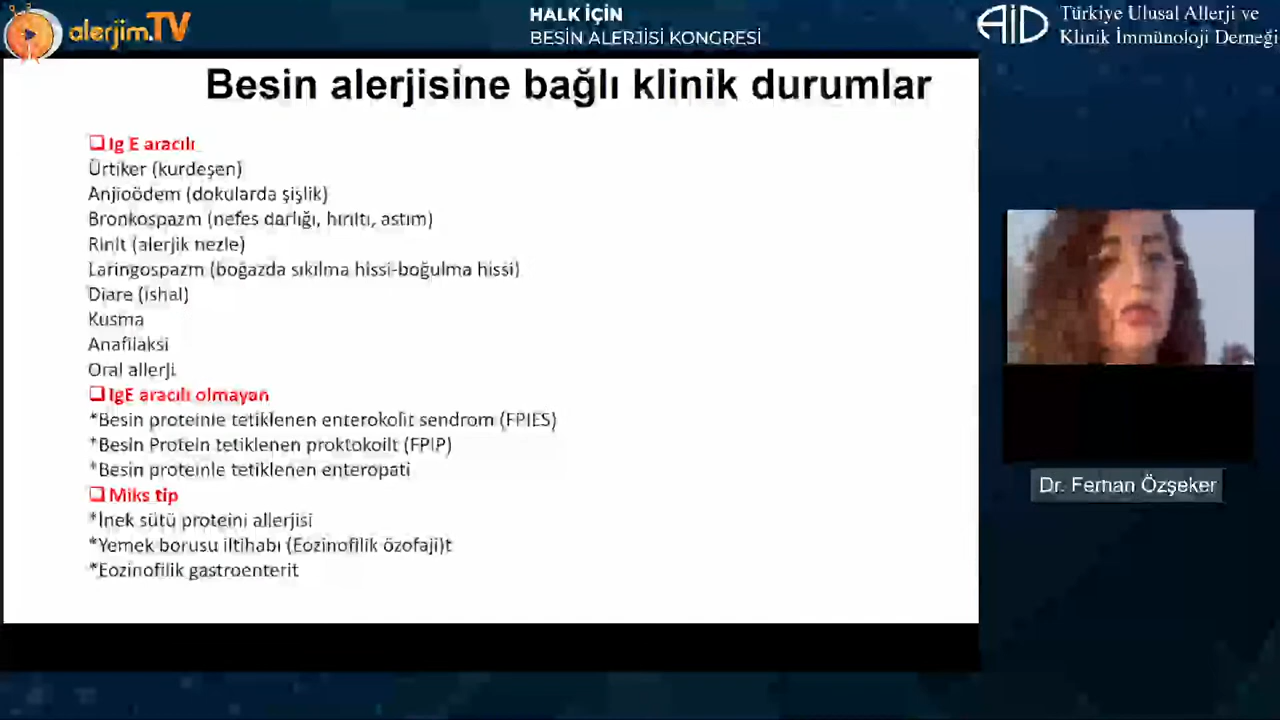 alerjim.TV
HALK İÇİN
BESİN ALERJİSİ KONGRESİ
AİD
Türkiye Ulusal Allerji ve
Klinik İmmünoloji Derneği
Besin alerjisine bağlı klinik durumlar
Ig E aracılı
Ürtiker (kurdeşen)
Anjioödem (dokularda şişlik)
Bronkospazm (nefes darlığı, hırıltı, astım)
Rinit (alerjik nezle)
Laringospazm (boğazda sıkılma hissi-boğulma hissi)
Diare (ishal)
Kusma
Anafilaksi
Oral allerji
IgE aracılı olmayan
*Besin proteinle tetiklenen enterokolit sendrom (FPIES)
*Besin Protein tetiklenen proktokoilt (FPIP)
*Besin proteinle tetiklenen enteropati
Miks tip
*İnek sütü proteini allerjisi
*Yemek borusu iltihabı (Eozinofilik özofaji)t
*Eozinofilik gastroenterit
Dr. Ferhan Özşeker